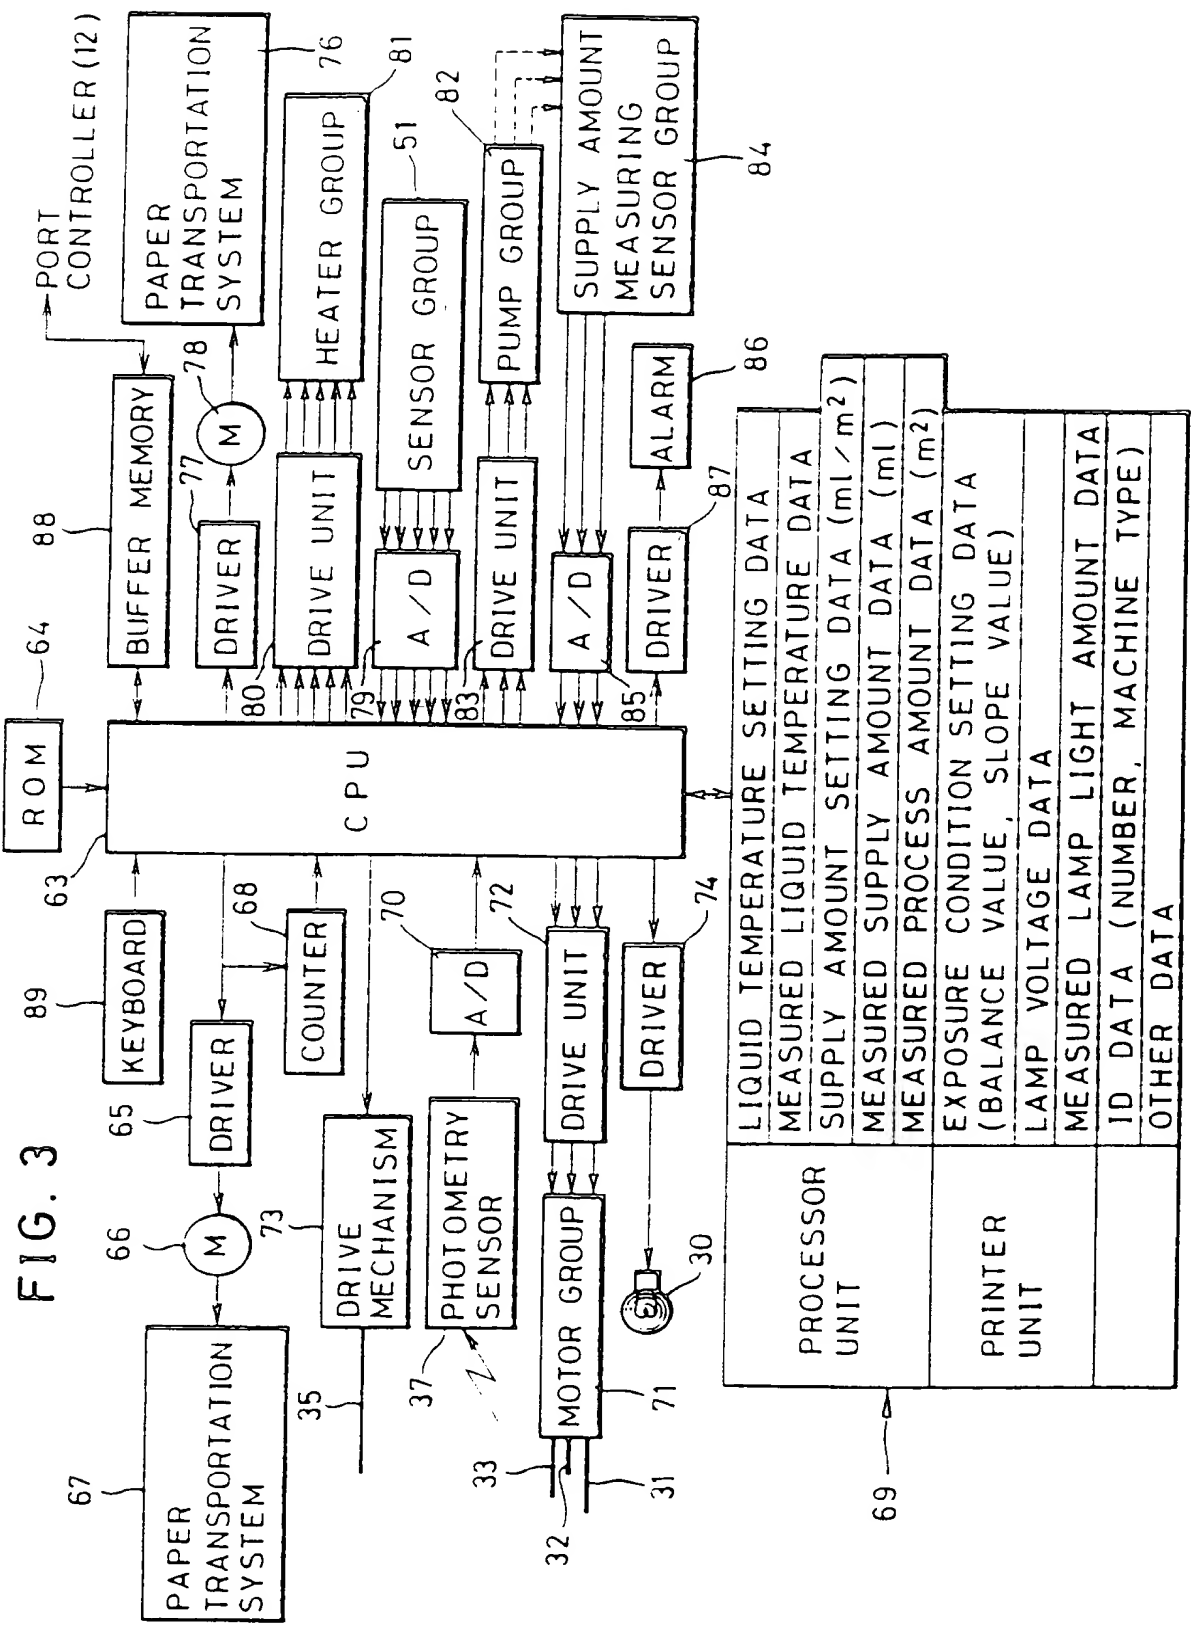 FIG. 3
64
ROM
63
CPU
89
KEYBOARD
65
DRIVER
66
M
67
PAPER
TRANSPORTATION
SYSTEM
68
COUNTER
73
DRIVE
MECHANISM
35
70
A/D
37
PHOTOMETRY
SENSOR
72
DRIVE UNIT
MOTOR GROUP
71
33
32
31
74
DRIVER
30
88
BUFFER MEMORY
PORT
CONTROLLER (12)
77
DRIVER
78
M
PAPER
TRANSPORTATION
SYSTEM
76
80
DRIVE UNIT
HEATER GROUP
81
79
A/D
SENSOR GROUP
51
83
DRIVE UNIT
PUMP GROUP
82
85
A/D
SUPPLY AMOUNT
MEASURING
SENSOR GROUP
84
DRIVER
87
ALARM
86
69
PROCESSOR
UNIT
LIQUID TEMPERATURE SETTING DATA
MEASURED LIQUID TEMPERATURE DATA
SUPPLY AMOUNT SETTING DATA (ml/m²)
MEASURED SUPPLY AMOUNT DATA (ml)
MEASURED PROCESS AMOUNT DATA (m²)
PRINTER
UNIT
EXPOSURE CONDITION SETTING DATA
(BALANCE VALUE, SLOPE VALUE)
LAMP VOLTAGE DATA
MEASURED LAMP LIGHT AMOUNT DATA
ID DATA (NUMBER, MACHINE TYPE)
OTHER DATA